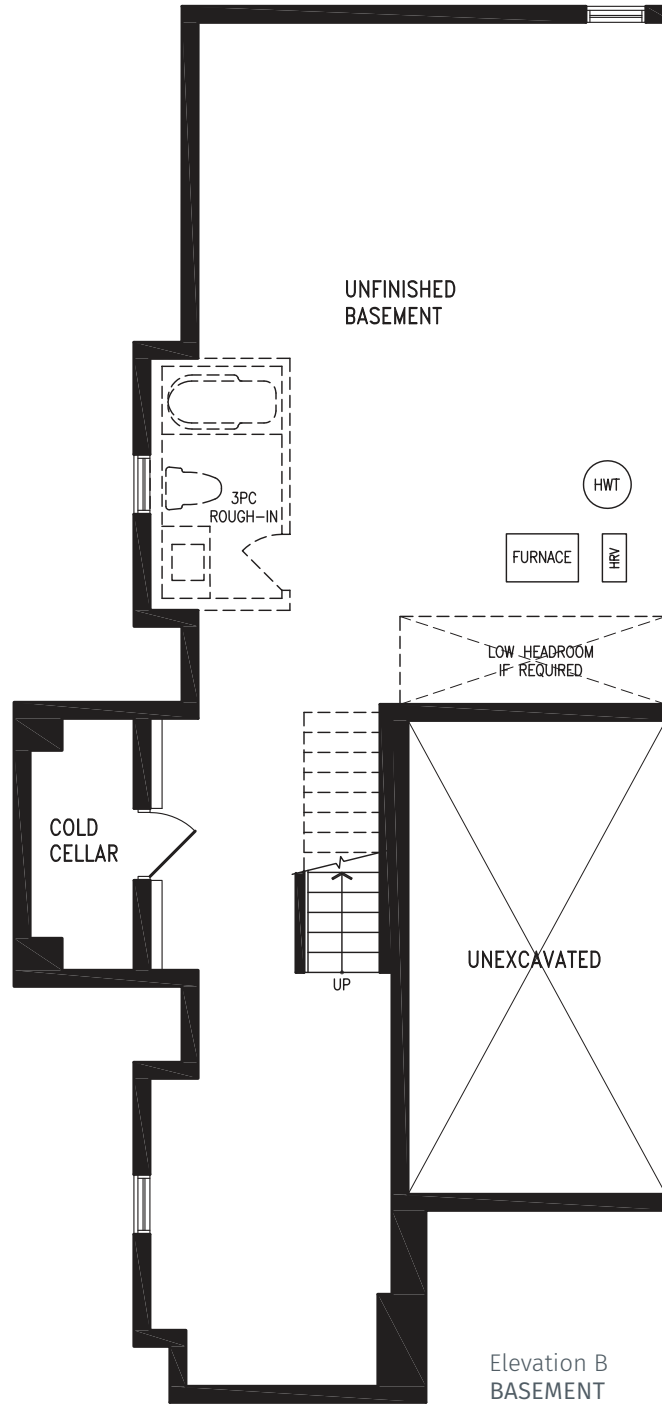 UNFINISHED
BASEMENT
3PC
ROUGH-IN
HWT
FURNACE
HRV
LOW HEADROOM
IF REQUIRED
COLD
CELLAR
UNEXCAVATED
UP
Elevation B
BASEMENT